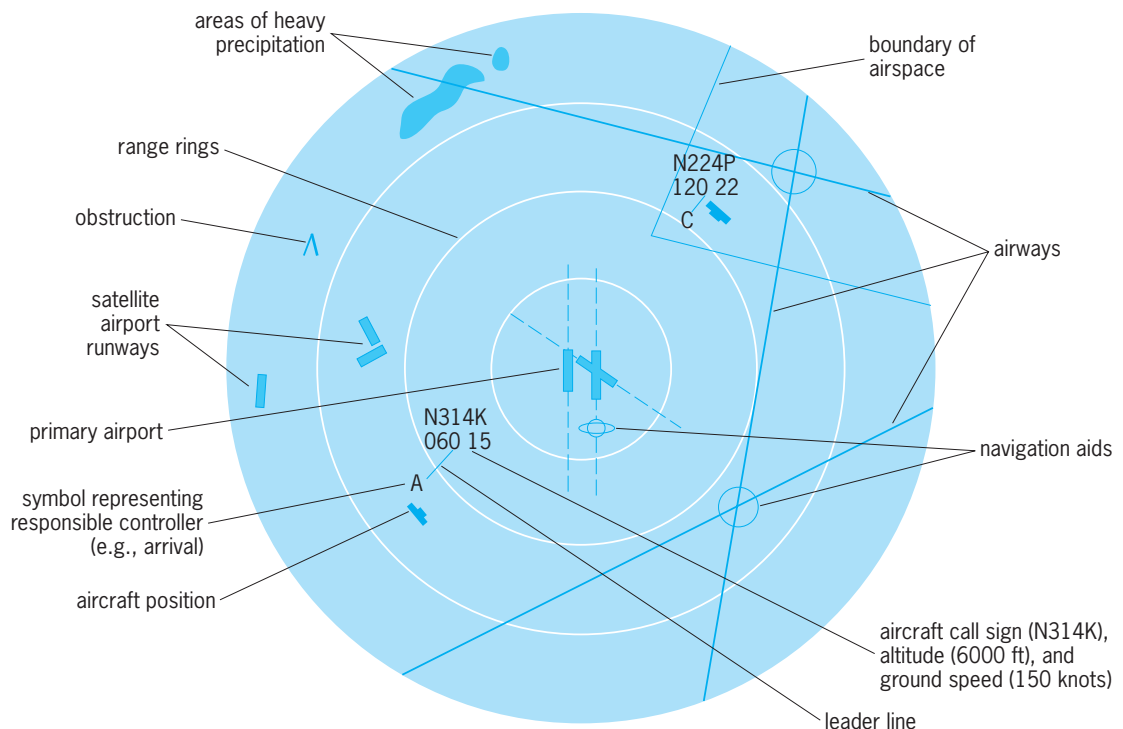 areas of heavy
precipitation
boundary of
airspace
range rings
N224P
120 22
C
obstruction
airways
satellite
airport
runways
primary airport
N314K
060 15
navigation aids
A
symbol representing
responsible controller
(e.g., arrival)
aircraft position
aircraft call sign (N314K),
altitude (6000 ft), and
ground speed (150 knots)
leader line